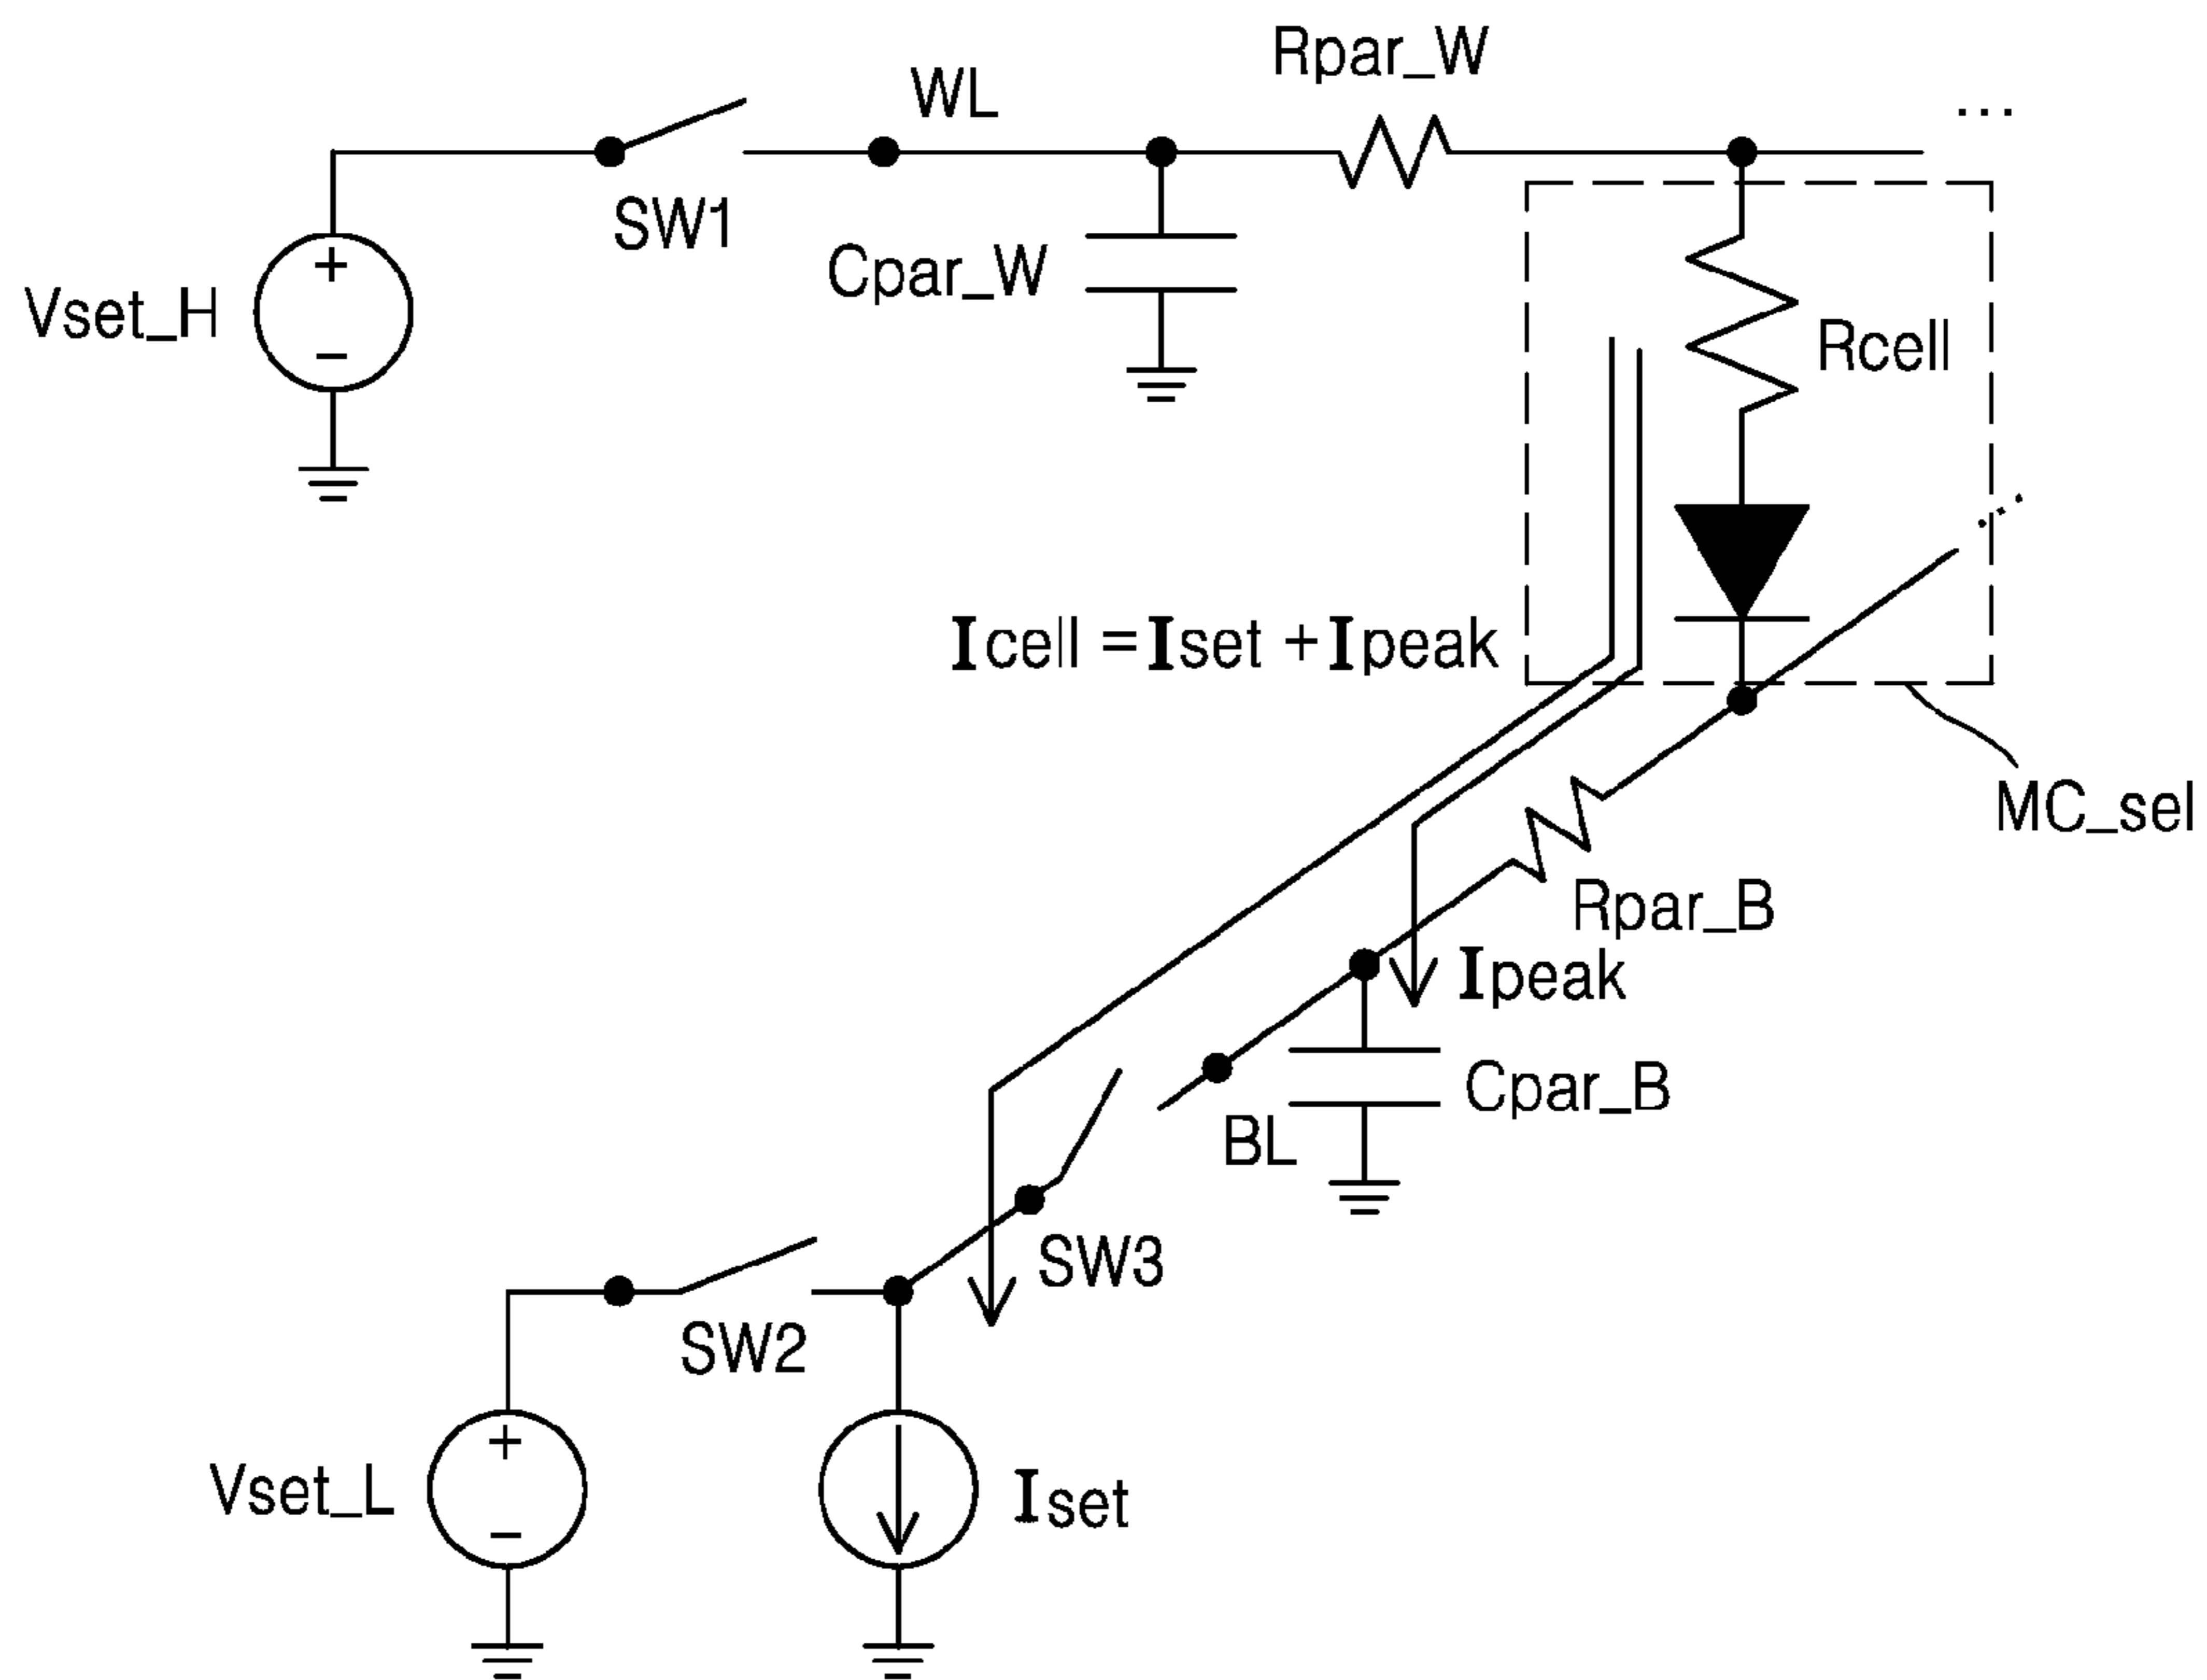 Rpar_W
WL
...
SW1
Cpar_W
Vset_H
+
−
Rcell
Icell = Iset + Ipeak
MC_sel
Rpar_B
Ipeak
Cpar_B
BL
SW3
SW2
Vset_L
+
−
Iset